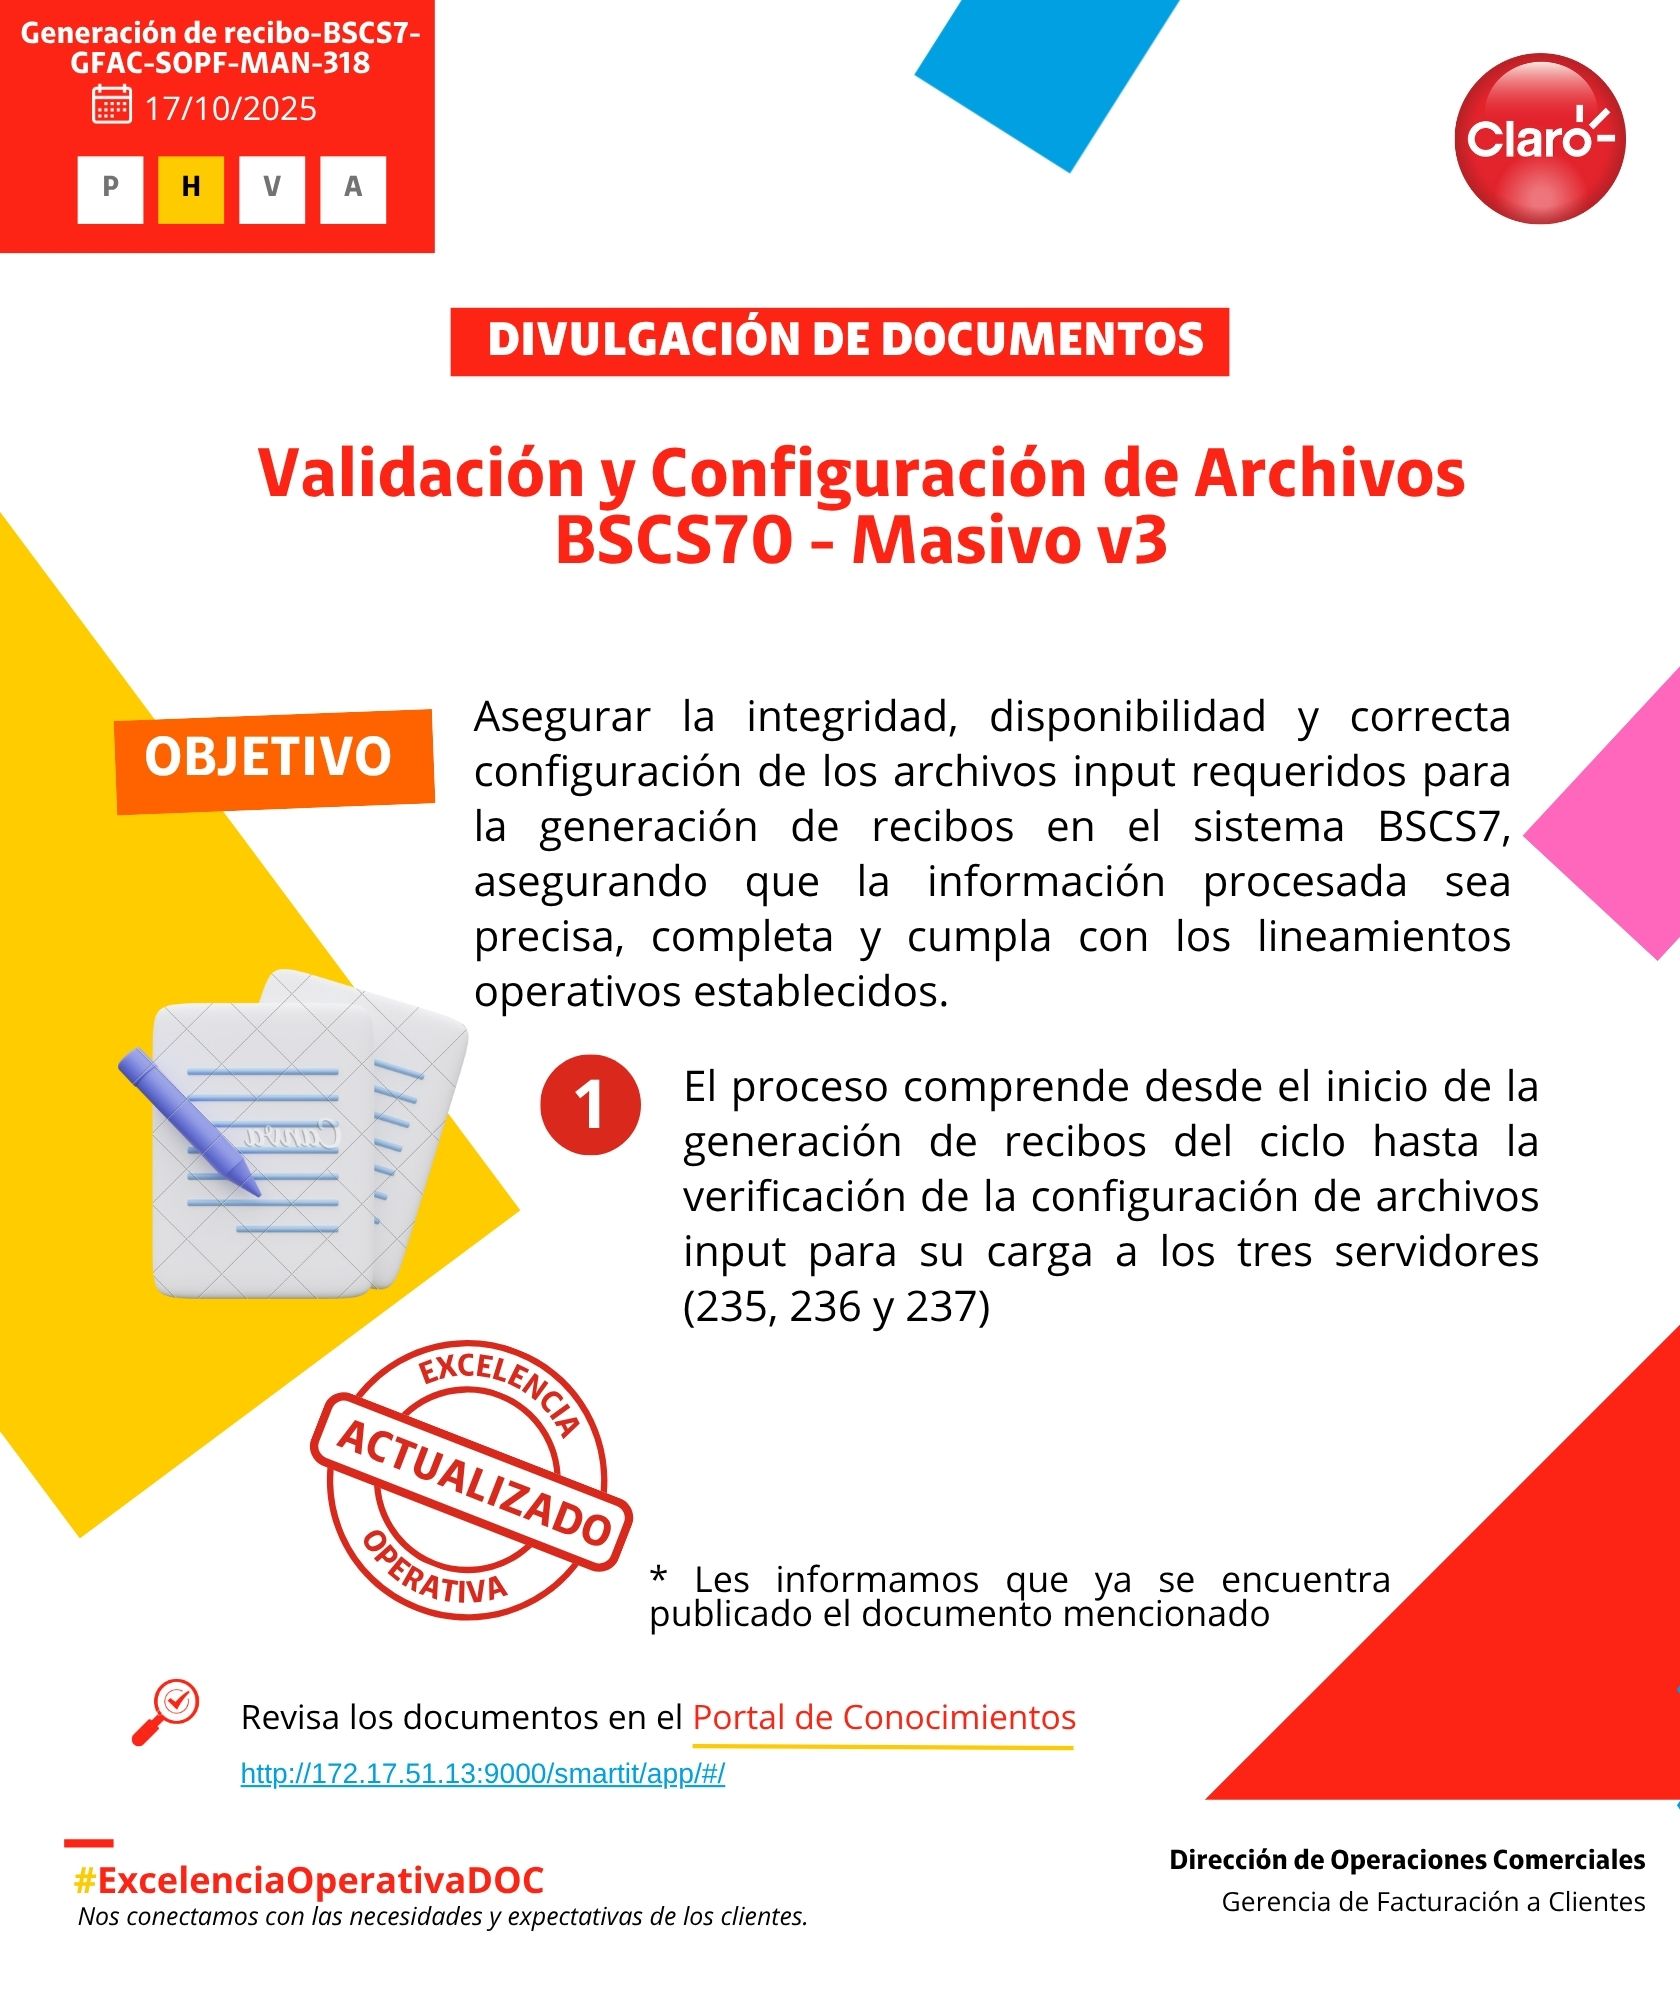 Generación de recibo-BSCS7-
GFAC-SOPF-MAN-318
17/10/2025
P H V A
Claro
DIVULGACIÓN DE DOCUMENTOS
Validación y Configuración de Archivos
BSCS70 - Masivo v3
OBJETIVO
Asegurar la integridad, disponibilidad y correcta
configuración de los archivos input requeridos para
la generación de recibos en el sistema BSCS7,
asegurando que la información procesada sea
precisa, completa y cumpla con los lineamientos
operativos establecidos.
Canva
1
El proceso comprende desde el inicio de la
generación de recibos del ciclo hasta la
verificación de la configuración de archivos
input para su carga a los tres servidores
(235, 236 y 237)
EXCELENCIA
ACTUALIZADO
OPERATIVA
* Les informamos que ya se encuentra
publicado el documento mencionado
Revisa los documentos en el Portal de Conocimientos
http://172.17.51.13:9000/smartit/app/#/
#ExcelenciaOperativaDOC
Nos conectamos con las necesidades y expectativas de los clientes.
Dirección de Operaciones Comerciales
Gerencia de Facturación a Clientes